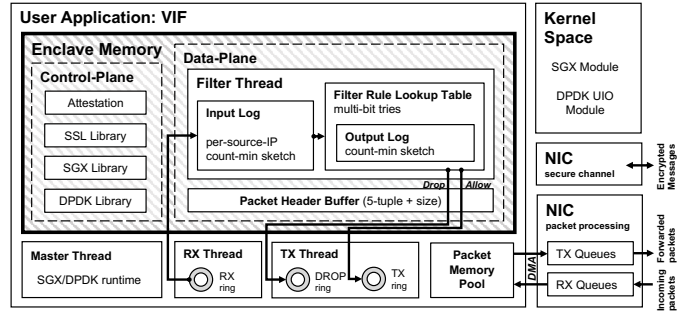 User Application: VIF
Enclave Memory
Control-Plane
Attestation
SSL Library
SGX Library
DPDK Library
Data-Plane
Filter Thread
Input Log
per-source-IP
count-min sketch
Filter Rule Lookup Table
multi-bit tries
Output Log
count-min sketch
Drop
Allow
Packet Header Buffer (5-tuple + size)
Master Thread
SGX/DPDK runtime
RX Thread
RX
ring
TX Thread
DROP
ring
TX
ring
Packet
Memory
Pool
DMA
Kernel
Space
SGX Module
DPDK UIO
Module
NIC
secure channel
Encrypted
Messages
NIC
packet processing
TX Queues
RX Queues
Forwarded
packets
Incoming
packets